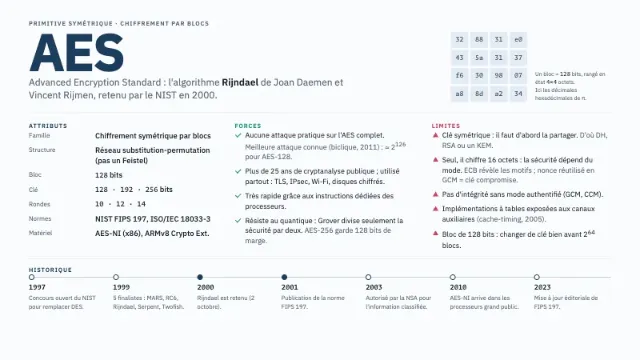 PRIMITIVE SYMÉTRIQUE · CHIFFREMENT PAR BLOCS
AES
Advanced Encryption Standard : l'algorithme Rijndael de Joan Daemen et
Vincent Rijmen, retenu par le NIST en 2000.
32 88 31 e0
43 5a 31 37
f6 30 98 07
a8 8d a2 34
Un bloc = 128 bits, rangé en
état 4×4 octets.
Ici les décimales
hexadécimales de π.
ATTRIBUTS
Famille Chiffrement symétrique par blocs
Structure Réseau substitution-permutation
(pas un Feistel)
Bloc 128 bits
Clé 128 · 192 · 256 bits
Rondes 10 · 12 · 14
Normes NIST FIPS 197, ISO/IEC 18033-3
Matériel AES-NI (x86), ARMv8 Crypto Ext.
FORCES
Aucune attaque pratique sur l'AES complet.
Meilleure attaque connue (biclique, 2011) : ≈ 2^126
pour AES-128.
Plus de 25 ans de cryptanalyse publique ; utilisé
partout : TLS, IPsec, Wi-Fi, disques chiffrés.
Très rapide grâce aux instructions dédiées des
processeurs.
Résiste au quantique : Grover divise seulement la
sécurité par deux. AES-256 garde 128 bits de
marge.
LIMITES
Clé symétrique : il faut d'abord la partager. D'où DH,
RSA ou un KEM.
Seul, il chiffre 16 octets : la sécurité dépend du
mode. ECB révèle les motifs ; nonce réutilisé en
GCM = clé compromise.
Pas d'intégrité sans mode authentifié (GCM, CCM).
Implémentations à tables exposées aux canaux
auxiliaires (cache-timing, 2005).
Bloc de 128 bits : changer de clé bien avant 2^64
blocs.
HISTORIQUE
1997
Concours ouvert du NIST
pour remplacer DES.
1999
5 finalistes : MARS, RC6,
Rijndael, Serpent, Twofish.
2000
Rijndael est retenu (2
octobre).
2001
Publication de la norme
FIPS 197.
2003
Autorisé par la NSA pour
l'information classifiée.
2010
AES-NI arrive dans les
processeurs grand public.
2023
Mise à jour éditoriale de
FIPS 197.